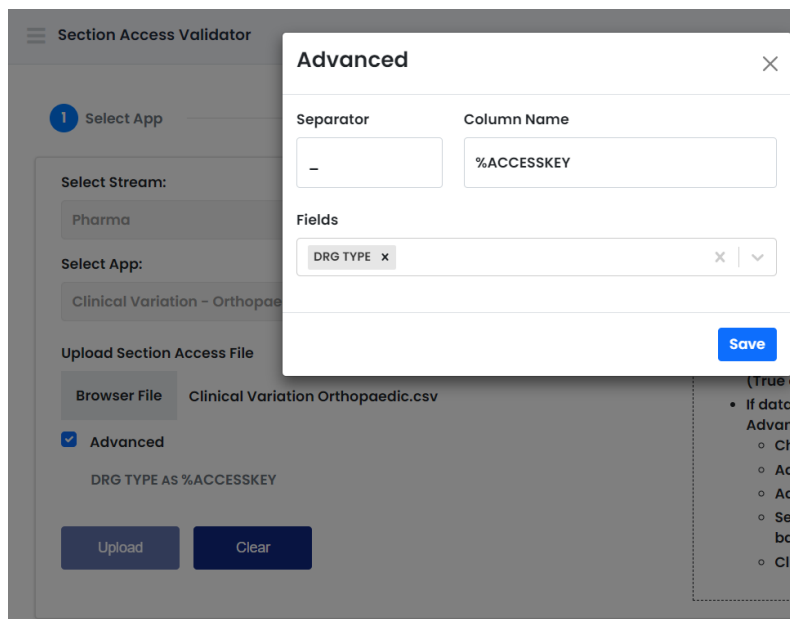 Section Access Validator
1 Select App
Select Stream:
Pharma
Select App:
Clinical Variation - Orthopae
Upload Section Access File
Browser File Clinical Variation Orthopaedic.csv
Advanced
DRG TYPE AS %ACCESSKEY
Upload Clear
Advanced
Separator Column Name
_ %ACCESSKEY
Fields
DRG TYPE x
Save
(True
If data
Advan